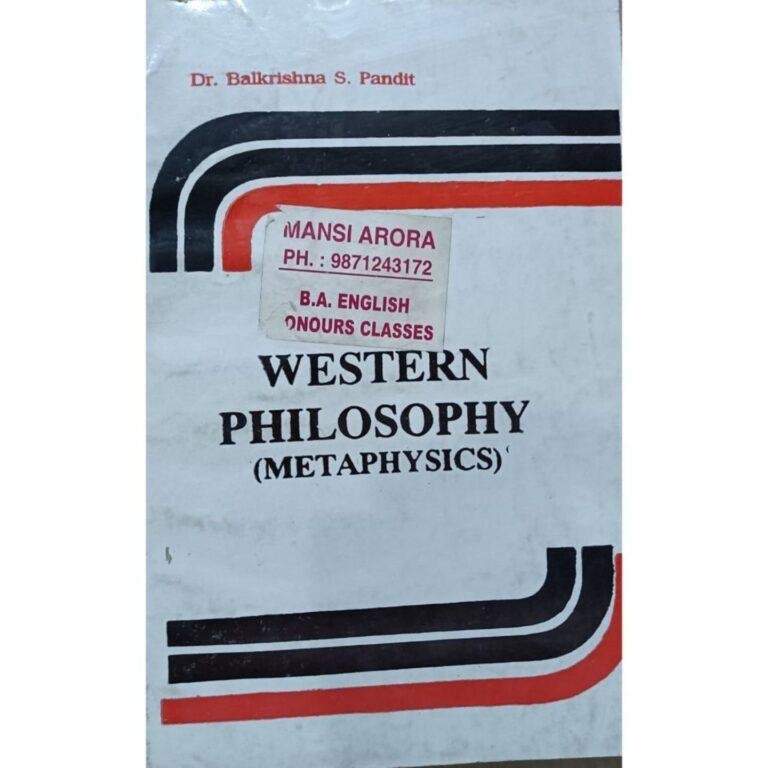 Dr. Balkrishna S. Pandit
MANSI ARORA
PH. : 9871243172
B.A. ENGLISH
ONOURS CLASSES
WESTERN
PHILOSOPHY
(METAPHYSICS)